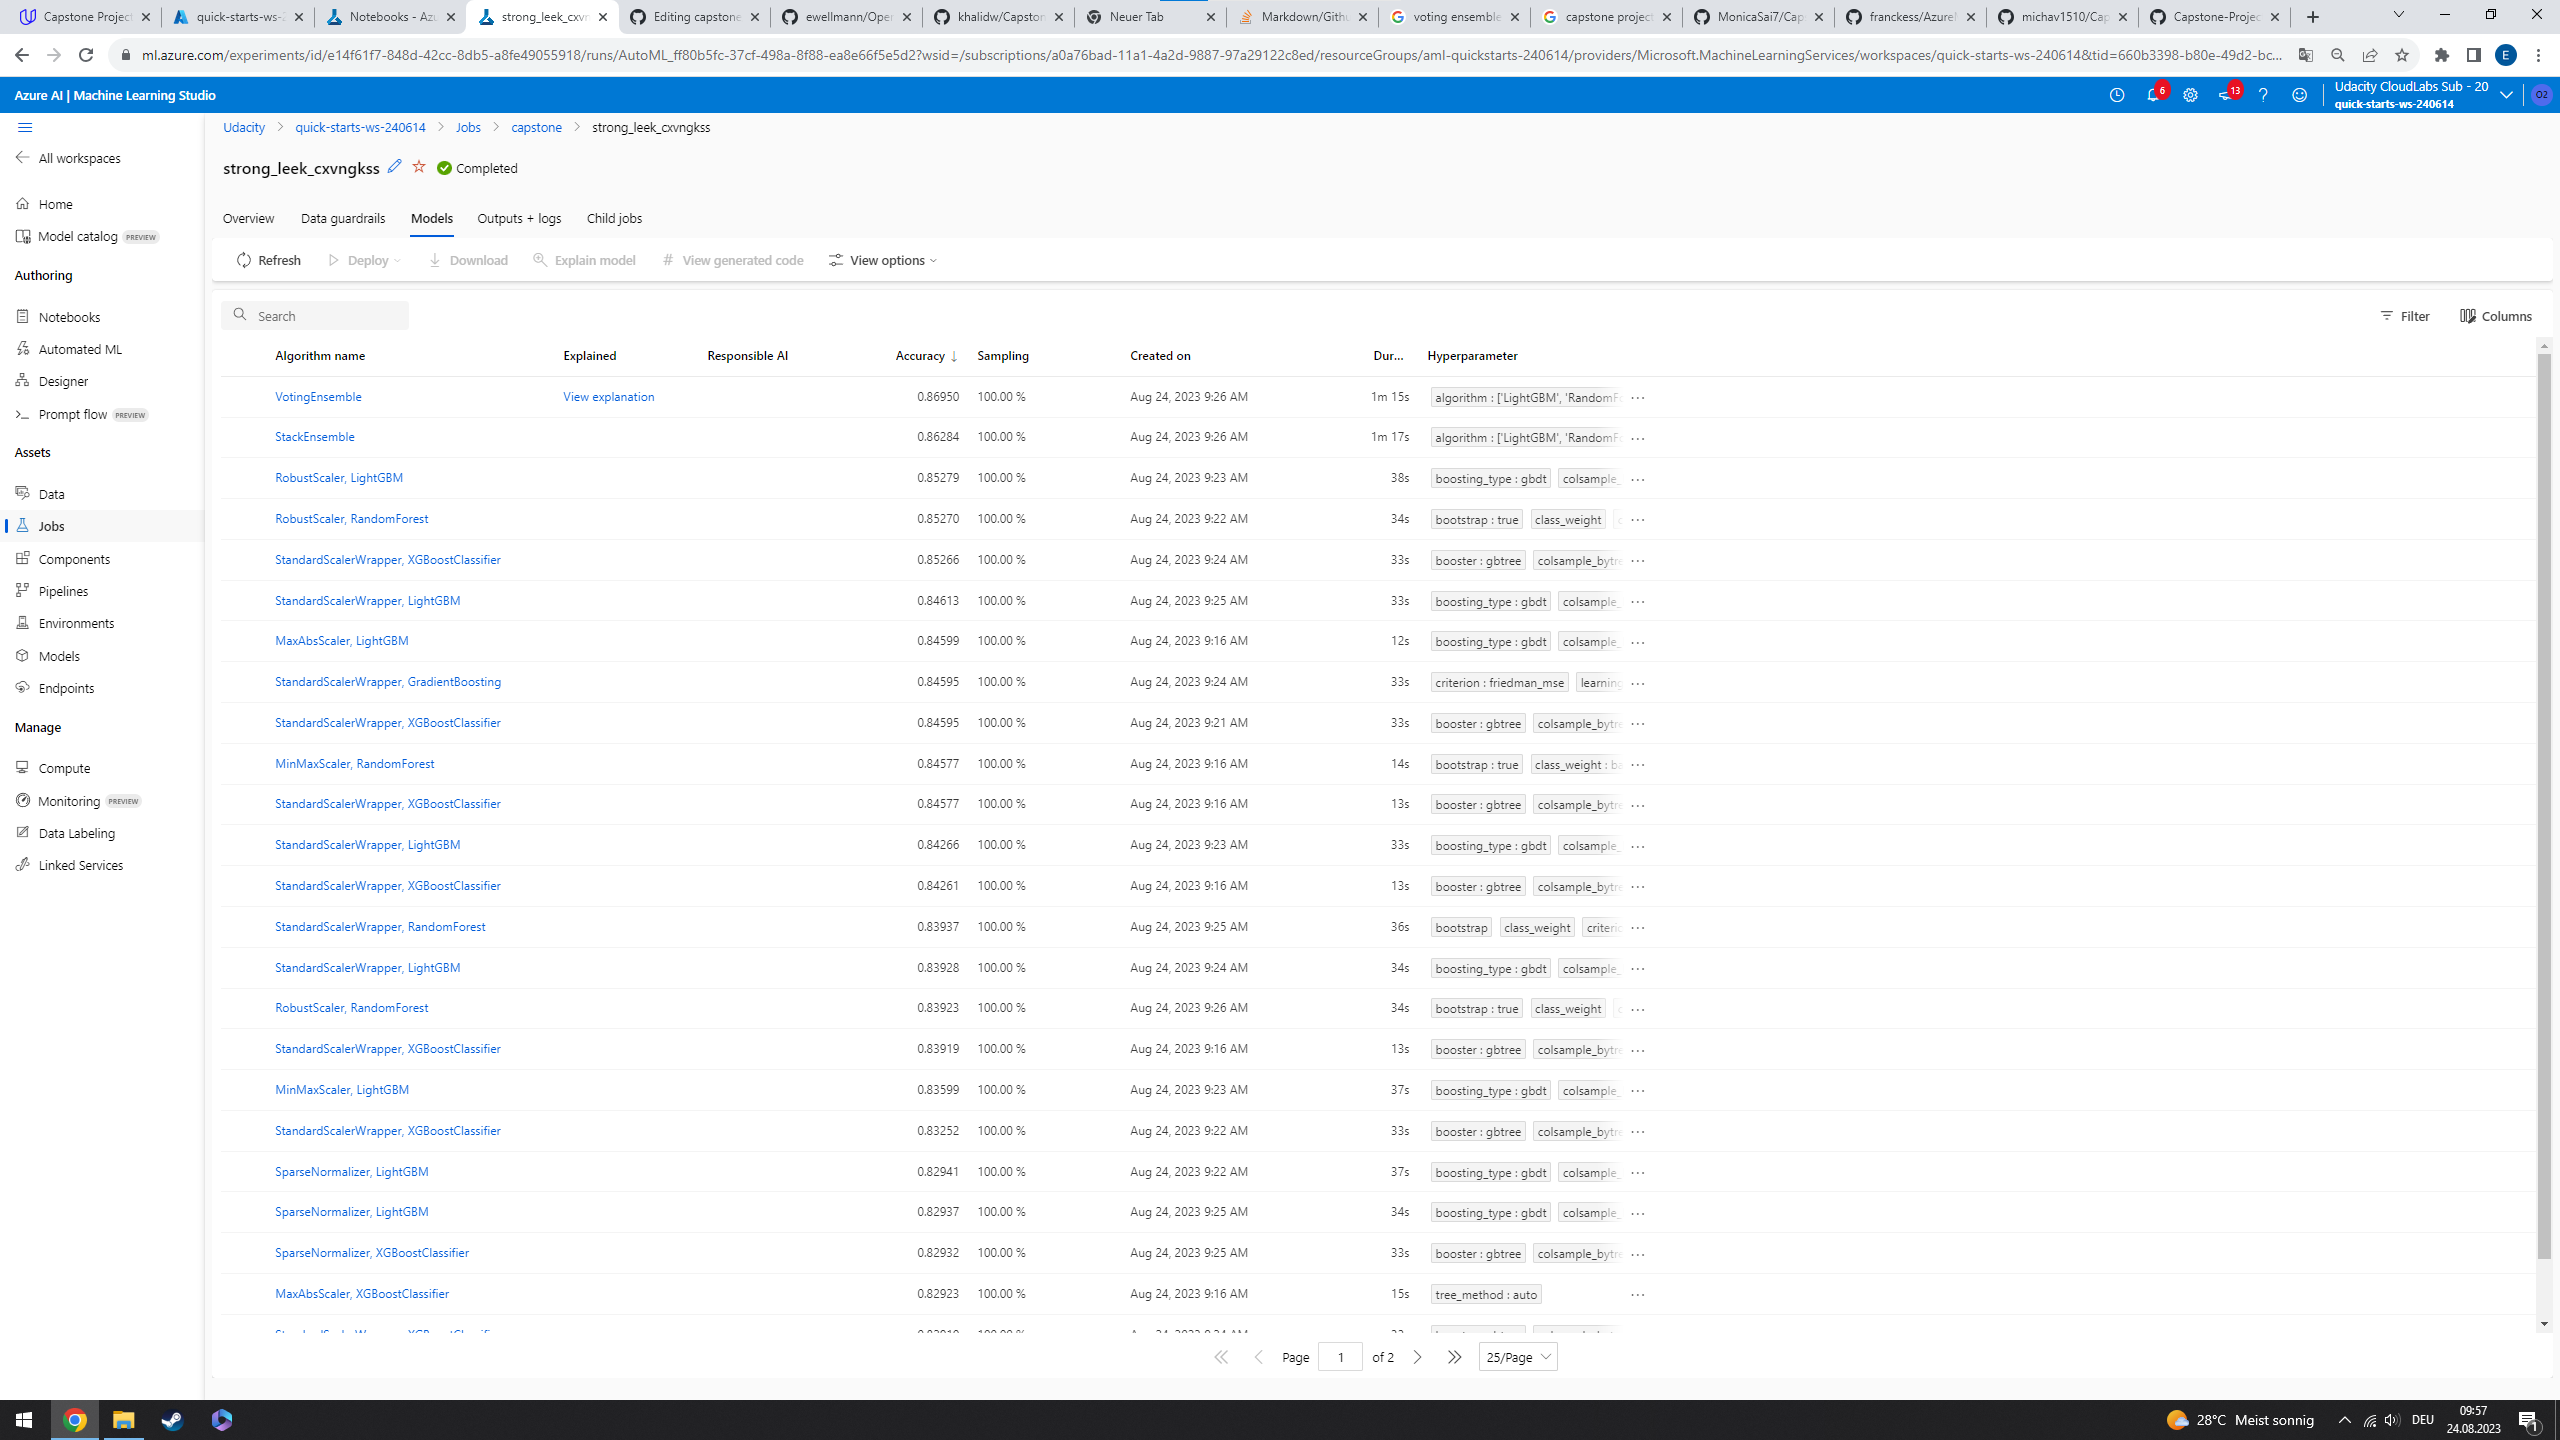 Capstone Project
quick-starts-ws-2
Notebooks - Azu
strong_leek_cxvn
Editing capstone
ewellmann/Oper
khalidw/Capston
Neuer Tab
Markdown/Githu
voting ensemble
capstone project
MonicaSai7/Cap
franckess/AzureM
michav1510/Cap
Capstone-Projec
ml.azure.com/experiments/id/e14f61f7-848d-42cc-8db5-a8fe49055918/runs/AutoML_ff80b5fc-37cf-498a-8f88-ea8e66f5e5d2?wsid=/subscriptions/a0a76bad-11a1-4a2d-9887-97a29122c8ed/resourceGroups/aml-quickstarts-240614/providers/Microsoft.MachineLearningServices/workspaces/quick-starts-ws-240614&tid=660b3398-b80e-49d2-bc...
E
Azure AI | Machine Learning Studio
6
13
Udacity CloudLabs Sub - 20
quick-starts-ws-240614
O2
Udacity > quick-starts-ws-240614 > Jobs > capstone > strong_leek_cxvngkss
All workspaces
Home
Model catalog PREVIEW
Authoring
Notebooks
Automated ML
Designer
Prompt flow PREVIEW
Assets
Data
Jobs
Components
Pipelines
Environments
Models
Endpoints
Manage
Compute
Monitoring PREVIEW
Data Labeling
Linked Services
strong_leek_cxvngkss Completed
Overview Data guardrails Models Outputs + logs Child jobs
Refresh Deploy Download Explain model # View generated code View options
Search Filter Columns
Algorithm name Explained Responsible AI Accuracy ↓ Sampling Created on Dur... Hyperparameter
VotingEnsemble View explanation 0.86950 100.00 % Aug 24, 2023 9:26 AM 1m 15s algorithm : ['LightGBM', 'RandomFo ...
StackEnsemble 0.86284 100.00 % Aug 24, 2023 9:26 AM 1m 17s algorithm : ['LightGBM', 'RandomFo ...
RobustScaler, LightGBM 0.85279 100.00 % Aug 24, 2023 9:23 AM 38s boosting_type : gbdt colsample_ ...
RobustScaler, RandomForest 0.85270 100.00 % Aug 24, 2023 9:22 AM 34s bootstrap : true class_weight ...
StandardScalerWrapper, XGBoostClassifier 0.85266 100.00 % Aug 24, 2023 9:24 AM 33s booster : gbtree colsample_bytre ...
StandardScalerWrapper, LightGBM 0.84613 100.00 % Aug 24, 2023 9:25 AM 33s boosting_type : gbdt colsample_ ...
MaxAbsScaler, LightGBM 0.84599 100.00 % Aug 24, 2023 9:16 AM 12s boosting_type : gbdt colsample_ ...
StandardScalerWrapper, GradientBoosting 0.84595 100.00 % Aug 24, 2023 9:24 AM 33s criterion : friedman_mse learning ...
StandardScalerWrapper, XGBoostClassifier 0.84595 100.00 % Aug 24, 2023 9:21 AM 33s booster : gbtree colsample_bytre ...
MinMaxScaler, RandomForest 0.84577 100.00 % Aug 24, 2023 9:16 AM 14s bootstrap : true class_weight : ba ...
StandardScalerWrapper, XGBoostClassifier 0.84577 100.00 % Aug 24, 2023 9:16 AM 13s booster : gbtree colsample_bytre ...
StandardScalerWrapper, LightGBM 0.84266 100.00 % Aug 24, 2023 9:23 AM 33s boosting_type : gbdt colsample_ ...
StandardScalerWrapper, XGBoostClassifier 0.84261 100.00 % Aug 24, 2023 9:16 AM 13s booster : gbtree colsample_bytre ...
StandardScalerWrapper, RandomForest 0.83937 100.00 % Aug 24, 2023 9:25 AM 36s bootstrap class_weight criterio ...
StandardScalerWrapper, LightGBM 0.83928 100.00 % Aug 24, 2023 9:24 AM 34s boosting_type : gbdt colsample_ ...
RobustScaler, RandomForest 0.83923 100.00 % Aug 24, 2023 9:26 AM 34s bootstrap : true class_weight ...
StandardScalerWrapper, XGBoostClassifier 0.83919 100.00 % Aug 24, 2023 9:16 AM 13s booster : gbtree colsample_bytre ...
MinMaxScaler, LightGBM 0.83599 100.00 % Aug 24, 2023 9:23 AM 37s boosting_type : gbdt colsample_ ...
StandardScalerWrapper, XGBoostClassifier 0.83252 100.00 % Aug 24, 2023 9:22 AM 33s booster : gbtree colsample_bytre ...
SparseNormalizer, LightGBM 0.82941 100.00 % Aug 24, 2023 9:22 AM 37s boosting_type : gbdt colsample_ ...
SparseNormalizer, LightGBM 0.82937 100.00 % Aug 24, 2023 9:25 AM 34s boosting_type : gbdt colsample_ ...
SparseNormalizer, XGBoostClassifier 0.82932 100.00 % Aug 24, 2023 9:25 AM 33s booster : gbtree colsample_bytre ...
MaxAbsScaler, XGBoostClassifier 0.82923 100.00 % Aug 24, 2023 9:16 AM 15s tree_method : auto ...
Page 1 of 2 25/Page
28°C Meist sonnig DEU 09:57
24.08.2023
1